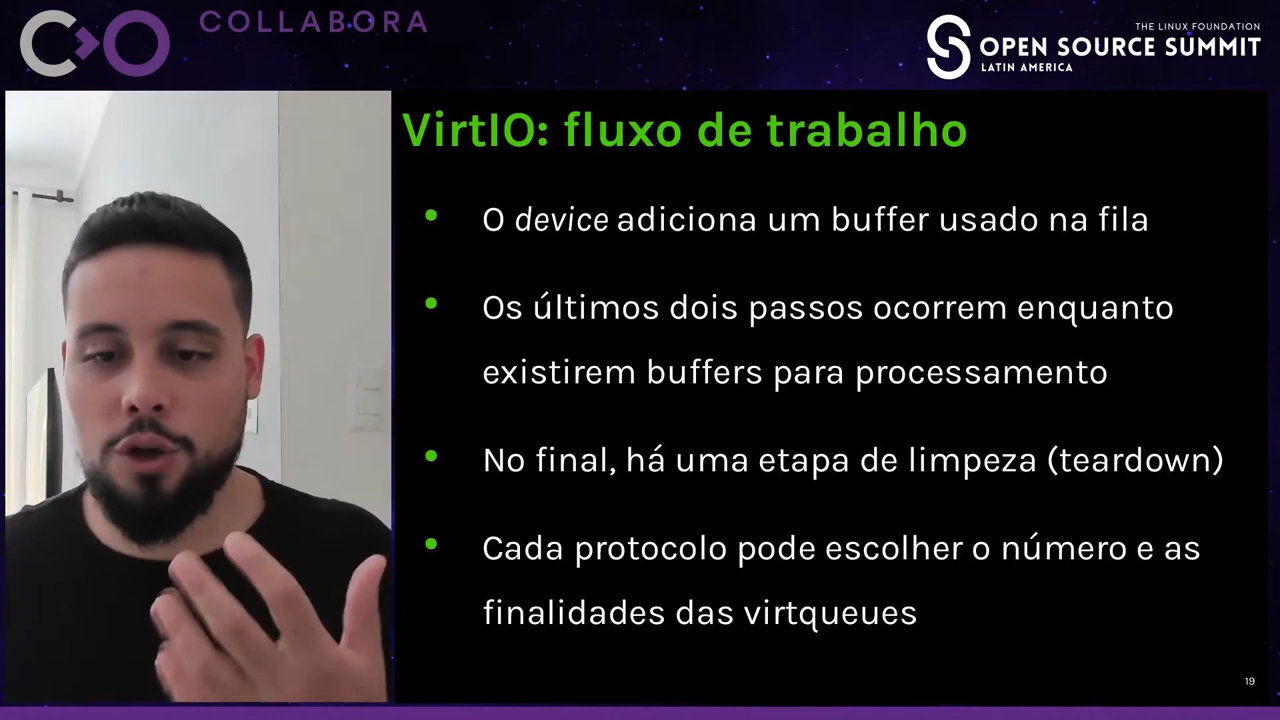 COLLABORA
THE LINUX FOUNDATION
OPEN SOURCE SUMMIT
LATIN AMERICA
VirtIO: fluxo de trabalho
• O device adiciona um buffer usado na fila
• Os últimos dois passos ocorrem enquanto
existirem buffers para processamento
• No final, há uma etapa de limpeza (teardown)
• Cada protocolo pode escolher o número e as
finalidades das virtqueues
19